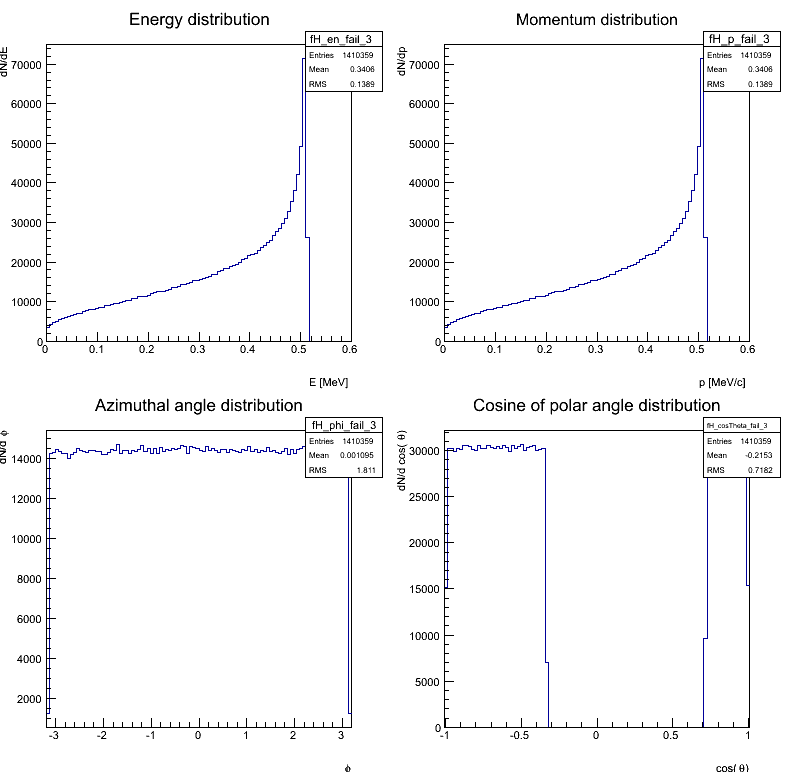 Energy distribution
dN/dE
fH_en_fail_3
Entries 1410359
Mean 0.3406
RMS 0.1389
70000
60000
50000
40000
30000
20000
10000
0
0 0.1 0.2 0.3 0.4 0.5 0.6
E [MeV]
Momentum distribution
dN/dp
fH_p_fail_3
Entries 1410359
Mean 0.3406
RMS 0.1389
70000
60000
50000
40000
30000
20000
10000
0
0 0.1 0.2 0.3 0.4 0.5 0.6
p [MeV/c]
Azimuthal angle distribution
dN/d ϕ
fH_phi_fail_3
Entries 1410359
Mean 0.001095
RMS 1.811
14000
12000
10000
8000
6000
4000
2000
-3 -2 -1 0 1 2 3
ϕ
Cosine of polar angle distribution
dN/d cos( θ)
fH_cosTheta_fail_3
Entries 1410359
Mean -0.2153
RMS 0.7182
30000
25000
20000
15000
10000
5000
0
-1 -0.5 0 0.5 1
cos( θ)